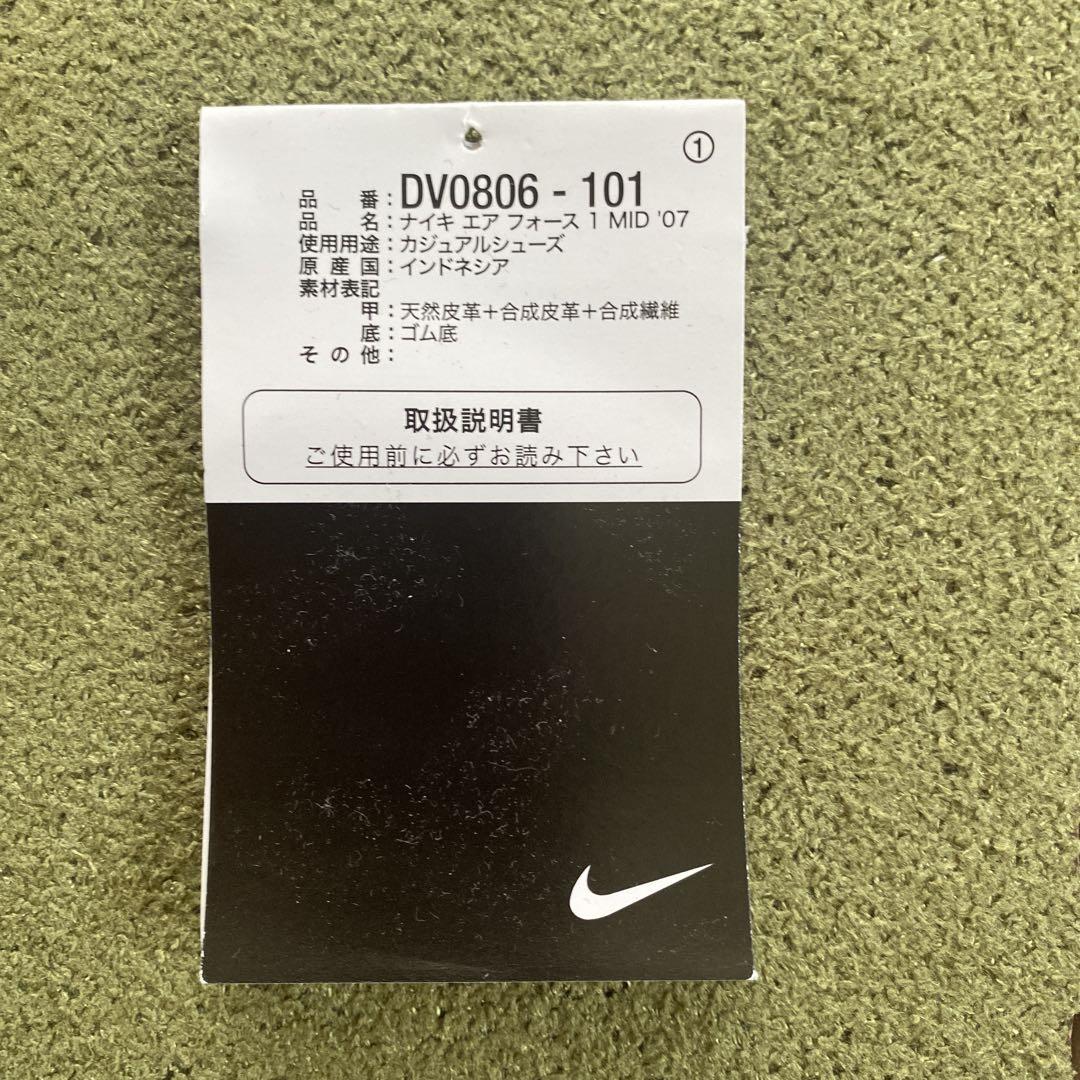 ①
品番：DV0806 - 101
品名：ナイキ エア フォース 1 MID '07
使用用途：カジュアルシューズ
原産国：インドネシア
素材表記
甲：天然皮革＋合成皮革＋合成繊維
底：ゴム底
その他：
取扱説明書
ご使用前に必ずお読み下さい